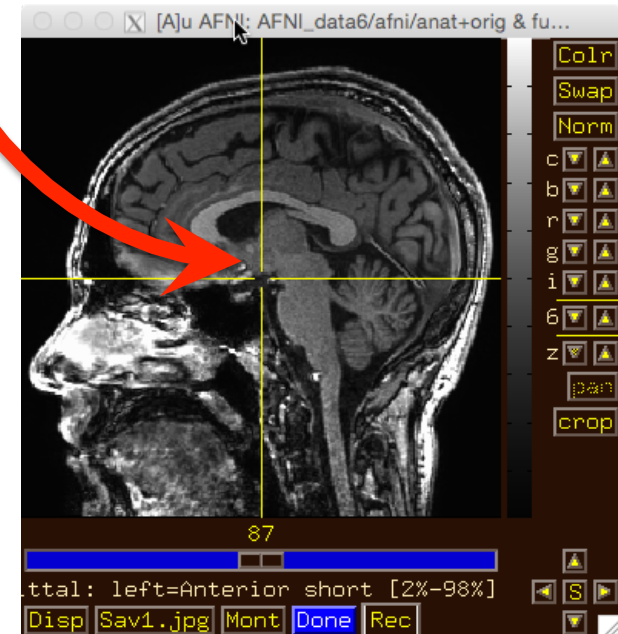 X [A]u AFNI: AFNI_data6/afni/anat+orig & fu...
Colr
Swap
Norm
c
b
r
g
i
6
z
pan
crop
87
ttal: left=Anterior short [2%-98%]
S
Disp Sav1.jpg Mont Done Rec